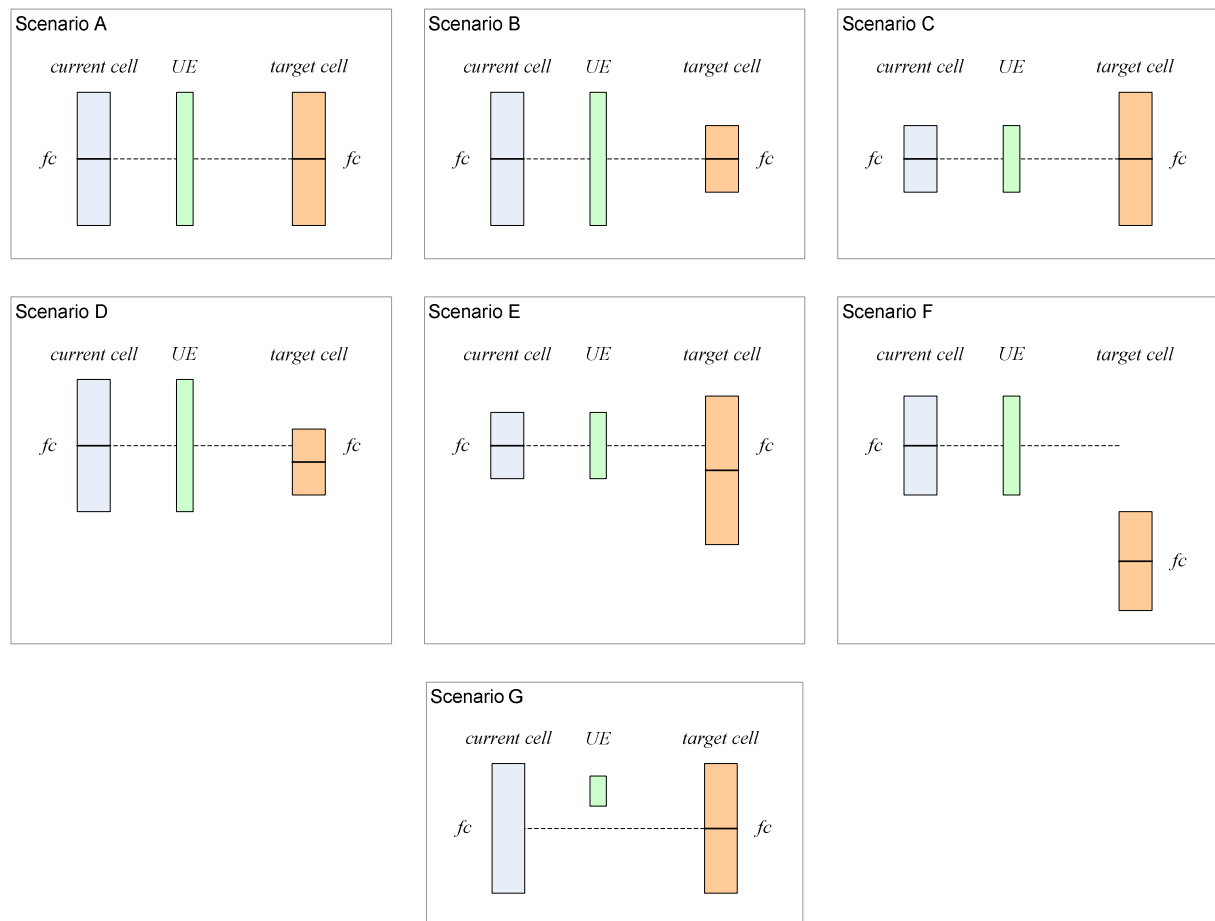 Scenario A
current cell UE target cell
fc fc
Scenario B
current cell UE target cell
fc fc
Scenario C
current cell UE target cell
fc fc
Scenario D
current cell UE target cell
fc fc
Scenario E
current cell UE target cell
fc fc
Scenario F
current cell UE target cell
fc
fc
Scenario G
current cell UE target cell
fc fc